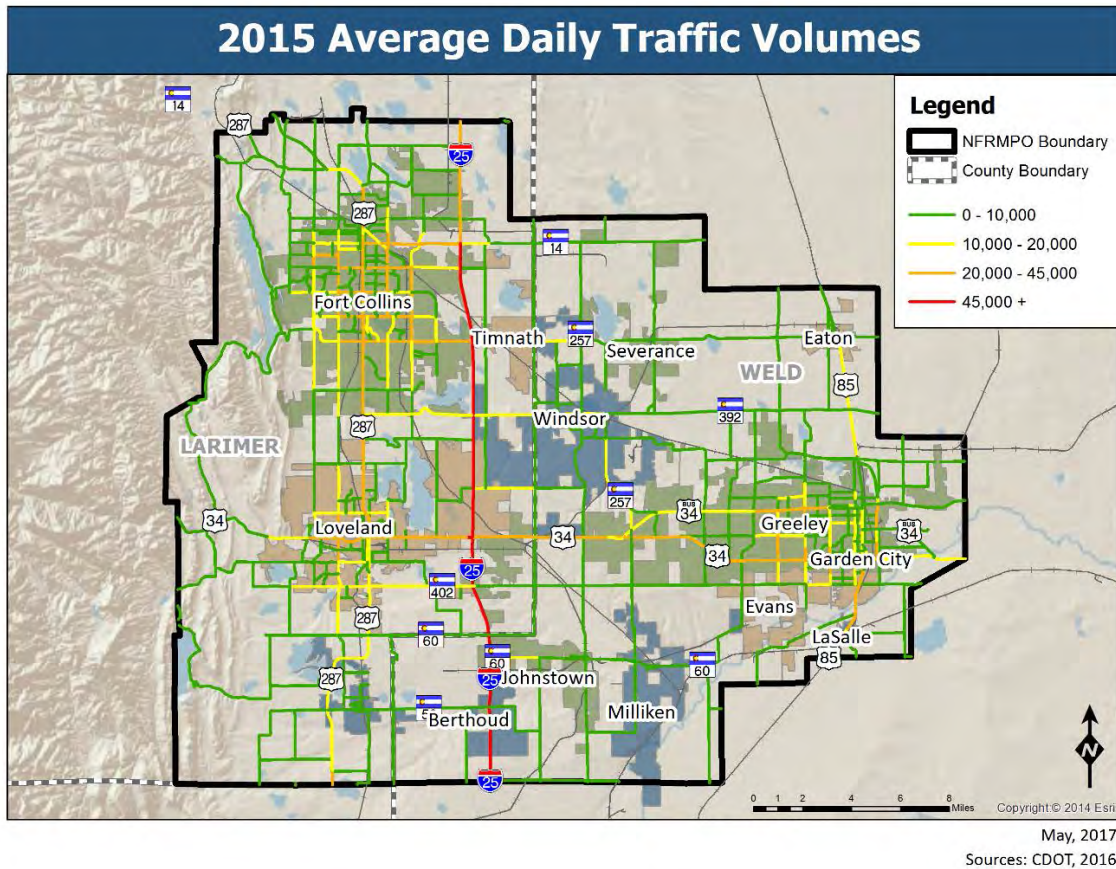 2015 Average Daily Traffic Volumes
14
287
25
Legend
NFRMPO Boundary
County Boundary
0 - 10,000
10,000 - 20,000
20,000 - 45,000
45,000 +
287
14
Fort Collins
Timnath
257
Severance
Eaton
WELD
85
287
Windsor
392
LARIMER
257
34
Loveland
BUS
34
34
Greeley
BUS
34
34
Garden City
25
402
Evans
287
60
LaSalle
85
60
60
287
25
Johnstown
Berthoud
Milliken
25
N
0 1 2 4 6 8
Miles
Copyright:© 2014 Esri
May, 2017
Sources: CDOT, 2016